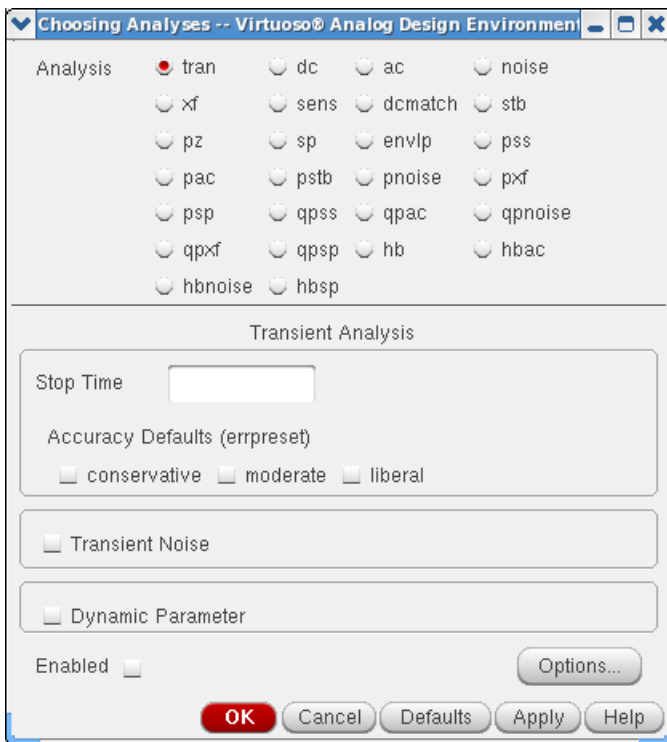 Choosing Analyses -- Virtuoso® Analog Design Environment
Analysis tran dc ac noise
xf sens dcmatch stb
pz sp envlp pss
pac pstb pnoise pxf
psp qpss qpac qpnoise
qpxf qpsp hb hbac
hbnoise hbsp
Transient Analysis
Stop Time
Accuracy Defaults (errpreset)
conservative moderate liberal
Transient Noise
Dynamic Parameter
Enabled Options...
OK Cancel Defaults Apply Help